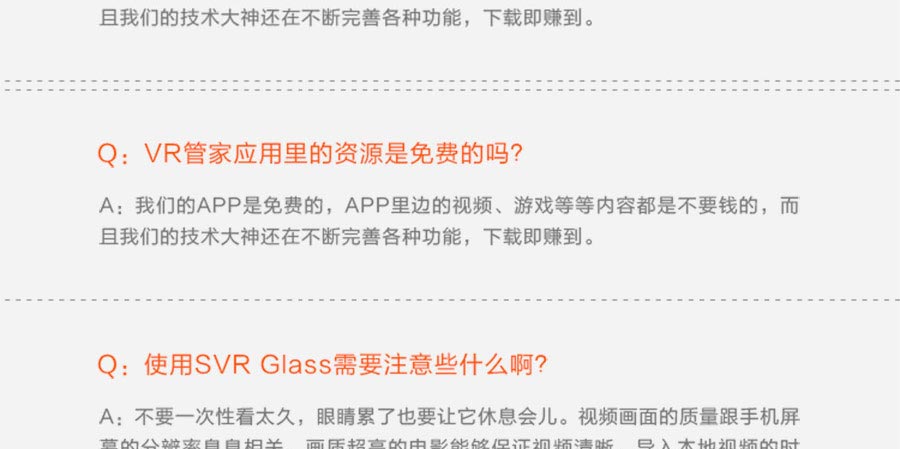 且我们的技术大神还在不断完善各种功能，下载即赚到。
Q：VR管家应用里的资源是免费的吗？
A：我们的APP是免费的，APP里边的视频、游戏等等内容都是不要钱的，而
且我们的技术大神还在不断完善各种功能，下载即赚到。
Q：使用SVR Glass需要注意些什么啊？
A：不要一次性看太久，眼睛累了也要让它休息会儿。视频画面的质量跟手机屏
幕的分辨率息息相关，画质超高的电影能够保证视频清晰，导入本地视频的时